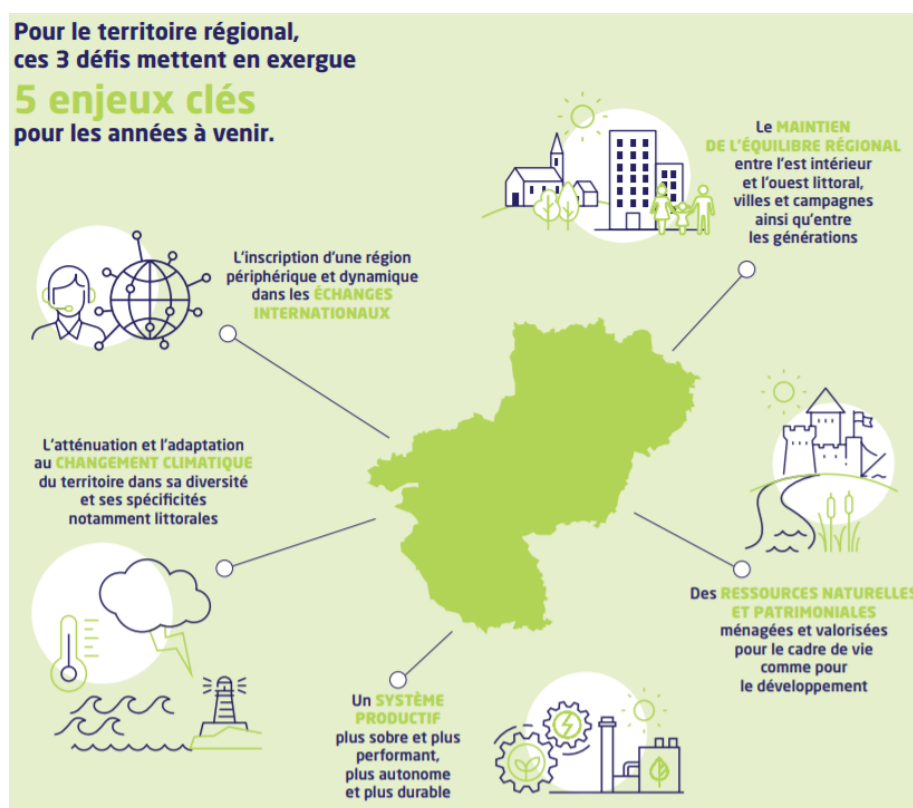 Pour le territoire régional,
ces 3 défis mettent en exergue
5 enjeux clés
pour les années à venir.
Le MAINTIEN
DE L'ÉQUILIBRE RÉGIONAL
entre l'est intérieur
et l'ouest littoral,
villes et campagnes
ainsi qu'entre
les générations
L'inscription d'une région
périphérique et dynamique
dans les ÉCHANGES
INTERNATIONAUX
L'atténuation et l'adaptation
au CHANGEMENT CLIMATIQUE
du territoire dans sa diversité
et ses spécificités
notamment littorales
Des RESSOURCES NATURELLES
ET PATRIMONIALES
ménagées et valorisées
pour le cadre de vie
comme pour
le développement
Un SYSTÈME
PRODUCTIF
plus sobre et plus
performant,
plus autonome
et plus durable